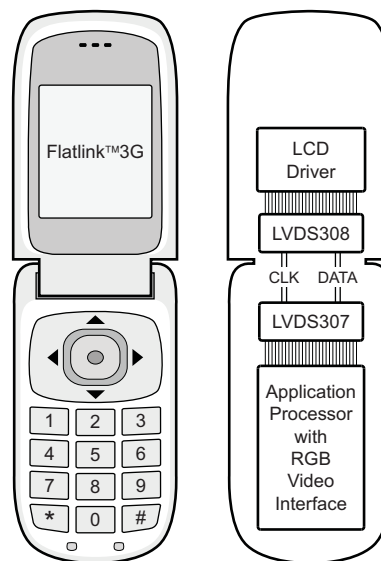 Flatlink™3G
1 2 3
4 5 6
7 8 9
* 0 #
LCD
Driver
LVDS308
CLK DATA
LVDS307
Application
Processor
with
RGB
Video
Interface